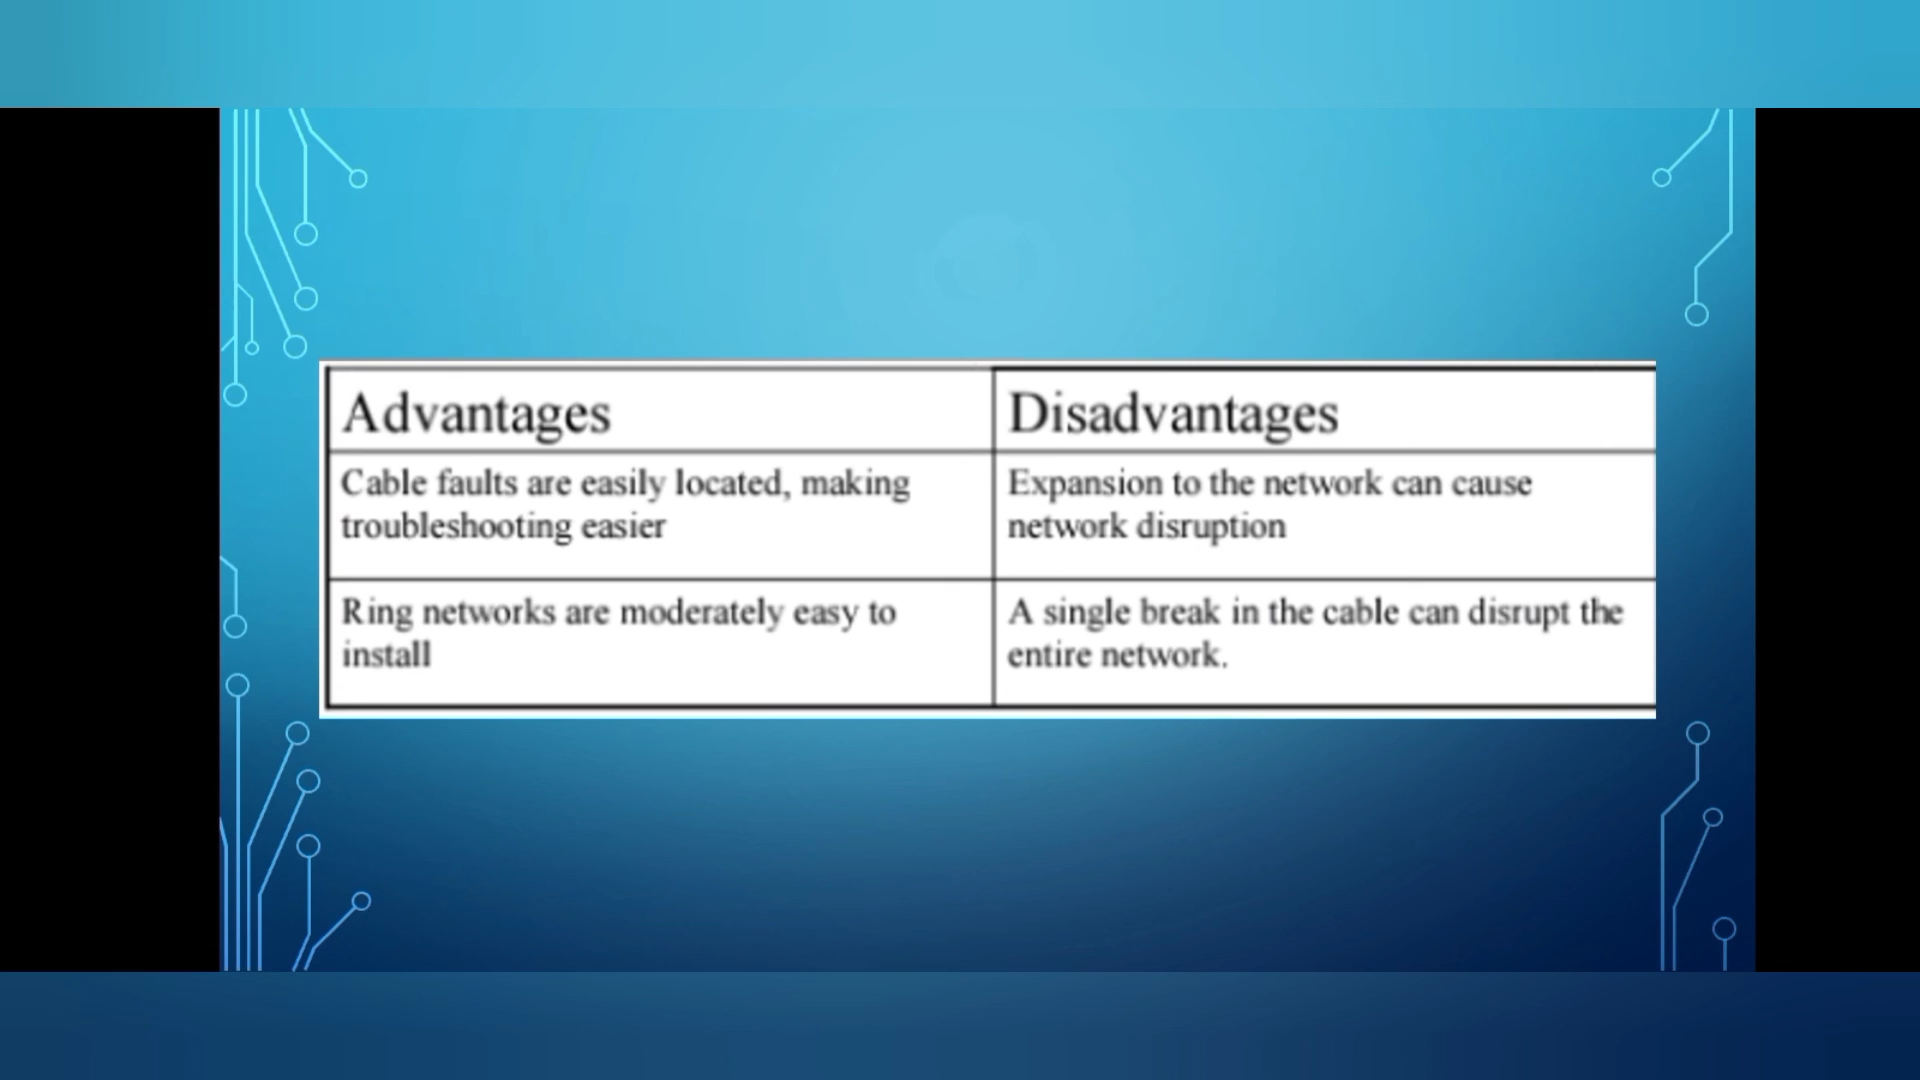 Advantages
Disadvantages
Cable faults are easily located, making
troubleshooting easier
Expansion to the network can cause
network disruption
Ring networks are moderately easy to
install
A single break in the cable can disrupt the
entire network.